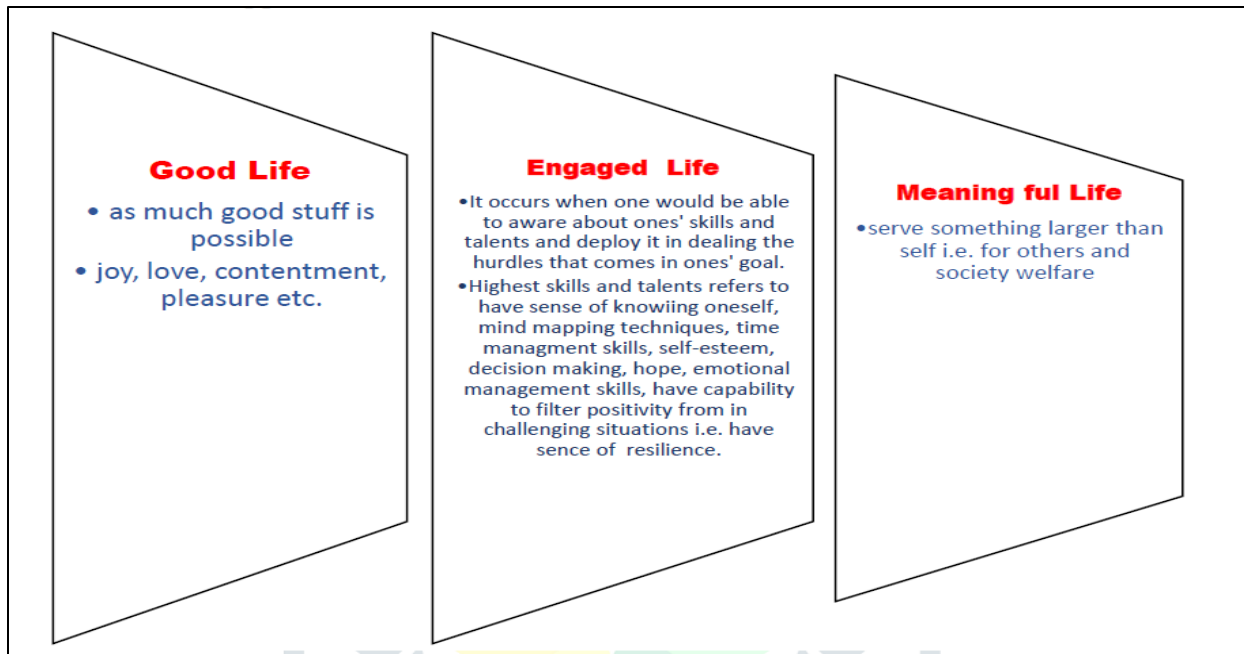 Good Life
• as much good stuff is
possible
• joy, love, contentment,
pleasure etc.
Engaged Life
•It occurs when one would be able
to aware about ones' skills and
talents and deploy it in dealing the
hurdles that comes in ones' goal.
•Highest skills and talents refers to
have sense of knowiing oneself,
mind mapping techniques, time
managment skills, self-esteem,
decision making, hope, emotional
management skills, have capability
to filter positivity from in
challenging situations i.e. have
sence of resilience.
Meaning ful Life
•serve something larger than
self i.e. for others and
society welfare